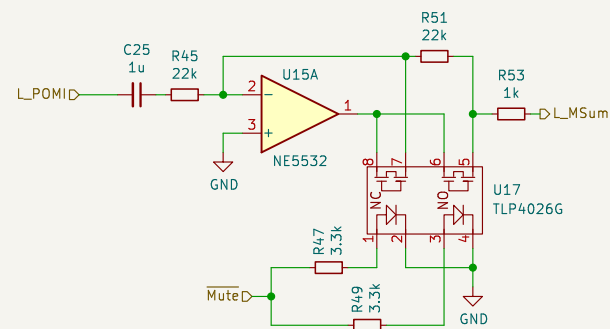 R51
22k
C25
1u
R45
22k
U15A
R53
1k
L_POMI
2
−
1
L_MSum
3
+
NE5532
GND
8
7
6
5
NC
NO
U17
TLP4026G
1
2
3
4
R47
3.3k
Mute
R49
3.3k
GND